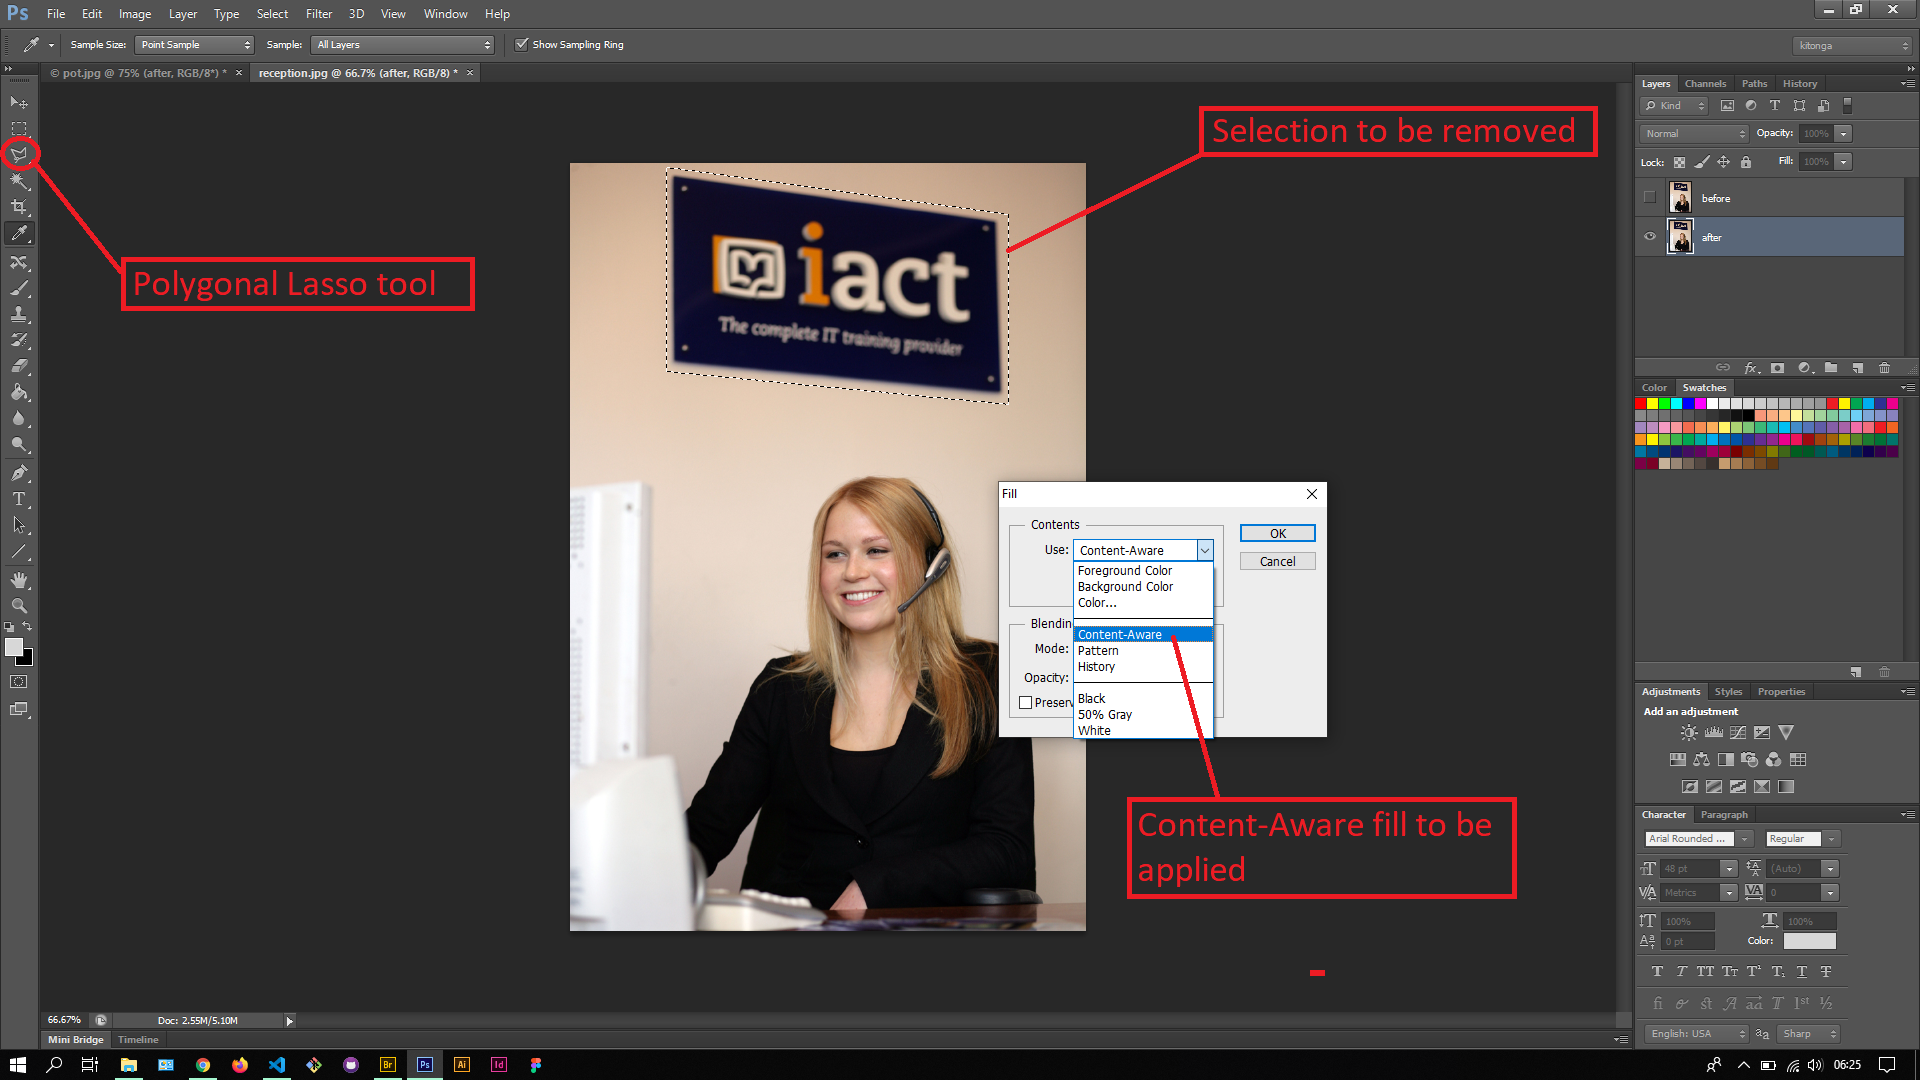 Ps File Edit Image Layer Type Select Filter 3D View Window Help
Sample Size: Point Sample Sample: All Layers Show Sampling Ring kitonga
© pot.jpg @ 75% (after, RGB/8*) * × reception.jpg @ 66.7% (after, RGB/8) * ×
Selection to be removed
Polygonal Lasso tool
iact
The complete IT training provider
Fill
Contents
Use: Content-Aware
OK
Cancel
Foreground Color
Background Color
Color...
Blendin
Content-Aware
Mode:
Pattern
History
Opacity:
Preserv
Black
50% Gray
White
Content-Aware fill to be
applied
Layers Channels Paths History
Kind
Normal Opacity: 100%
Lock: Fill: 100%
before
after
fx
Color Swatches
Adjustments Styles Properties
Add an adjustment
Character Paragraph
Arial Rounded ... Regular
48 pt (Auto)
Metrics 0
100% 100%
0 pt Color:
English: USA Sharp
66.67% Doc: 2.55M/5.10M
Mini Bridge Timeline
Br Ps Ai Id 06:25